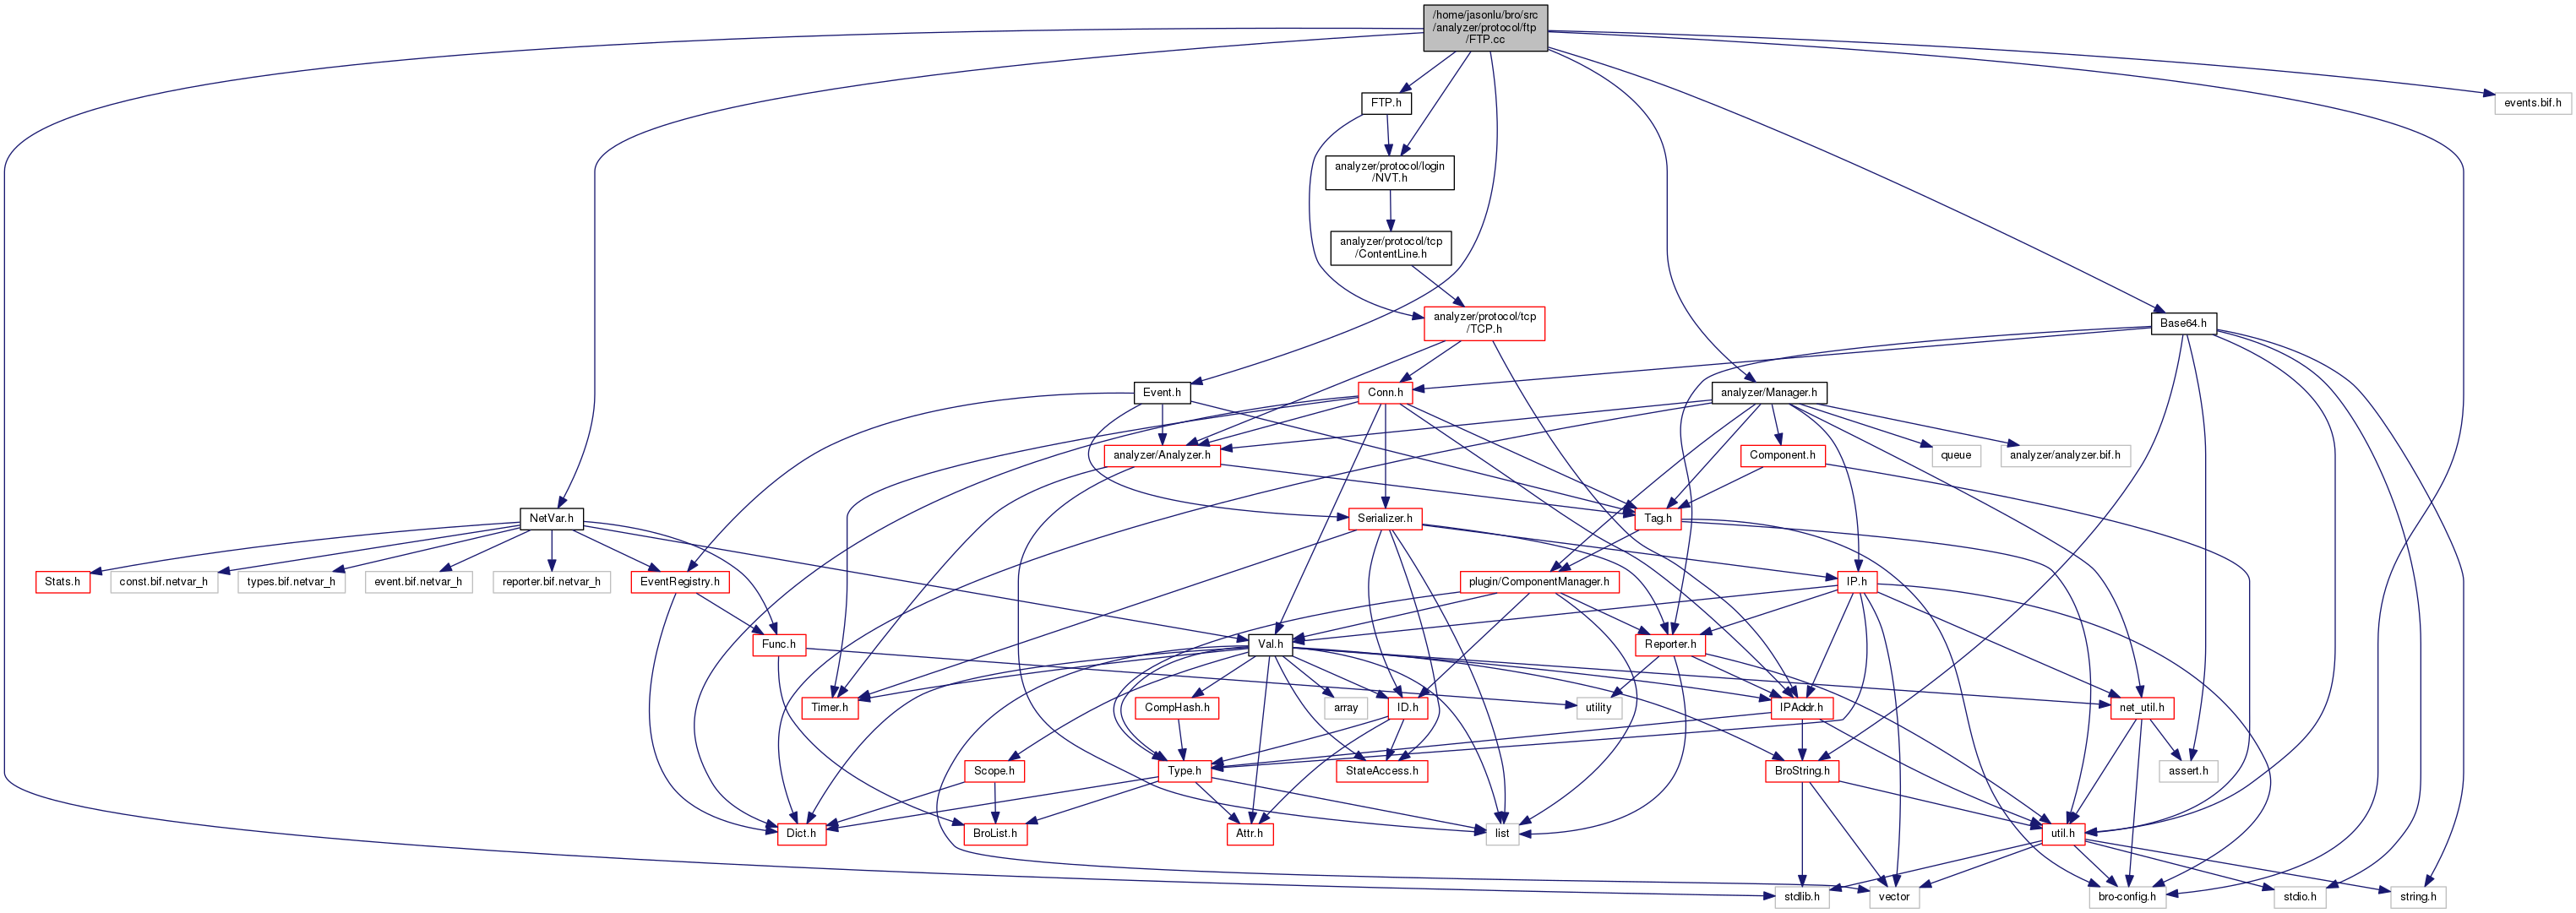 /home/jasonlu/bro/src
/analyzer/protocol/ftp
/FTP.cc
FTP.h
events.bif.h
analyzer/protocol/login
/NVT.h
analyzer/protocol/tcp
/ContentLine.h
analyzer/protocol/tcp
/TCP.h
Base64.h
Event.h
Conn.h
analyzer/Manager.h
analyzer/Analyzer.h
Component.h
queue
analyzer/analyzer.bif.h
NetVar.h
Serializer.h
Tag.h
Stats.h
const.bif.netvar_h
types.bif.netvar_h
event.bif.netvar_h
reporter.bif.netvar_h
EventRegistry.h
plugin/ComponentManager.h
IP.h
Func.h
Val.h
Reporter.h
Timer.h
CompHash.h
array
ID.h
utility
IPAddr.h
net_util.h
Scope.h
Type.h
StateAccess.h
BroString.h
assert.h
Dict.h
BroList.h
Attr.h
list
util.h
stdlib.h
vector
bro-config.h
stdio.h
string.h